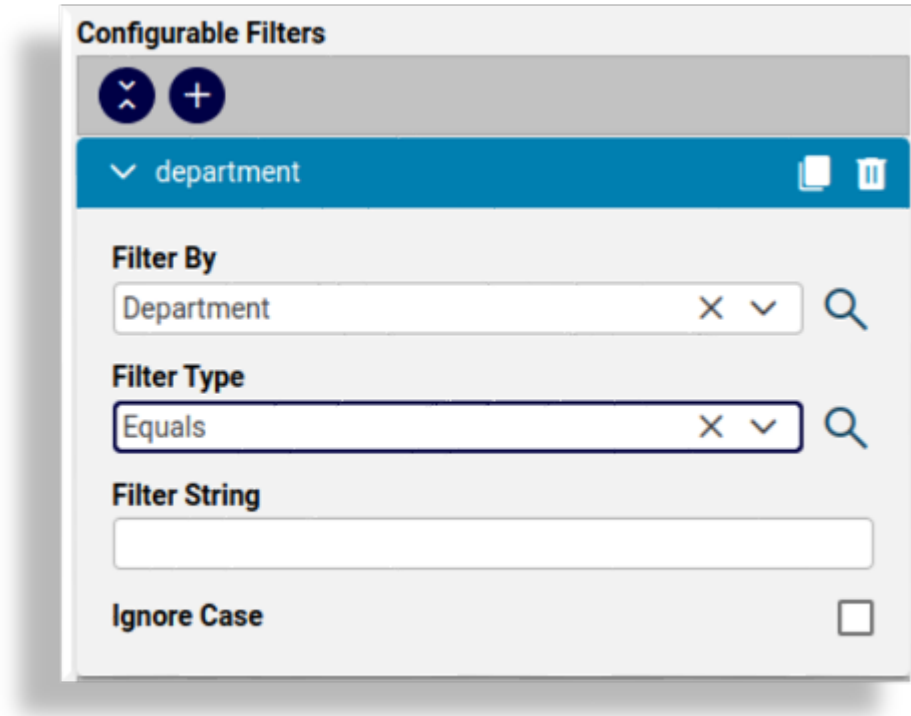 Configurable Filters
department
Filter By
Department
Filter Type
Equals
Filter String
Ignore Case